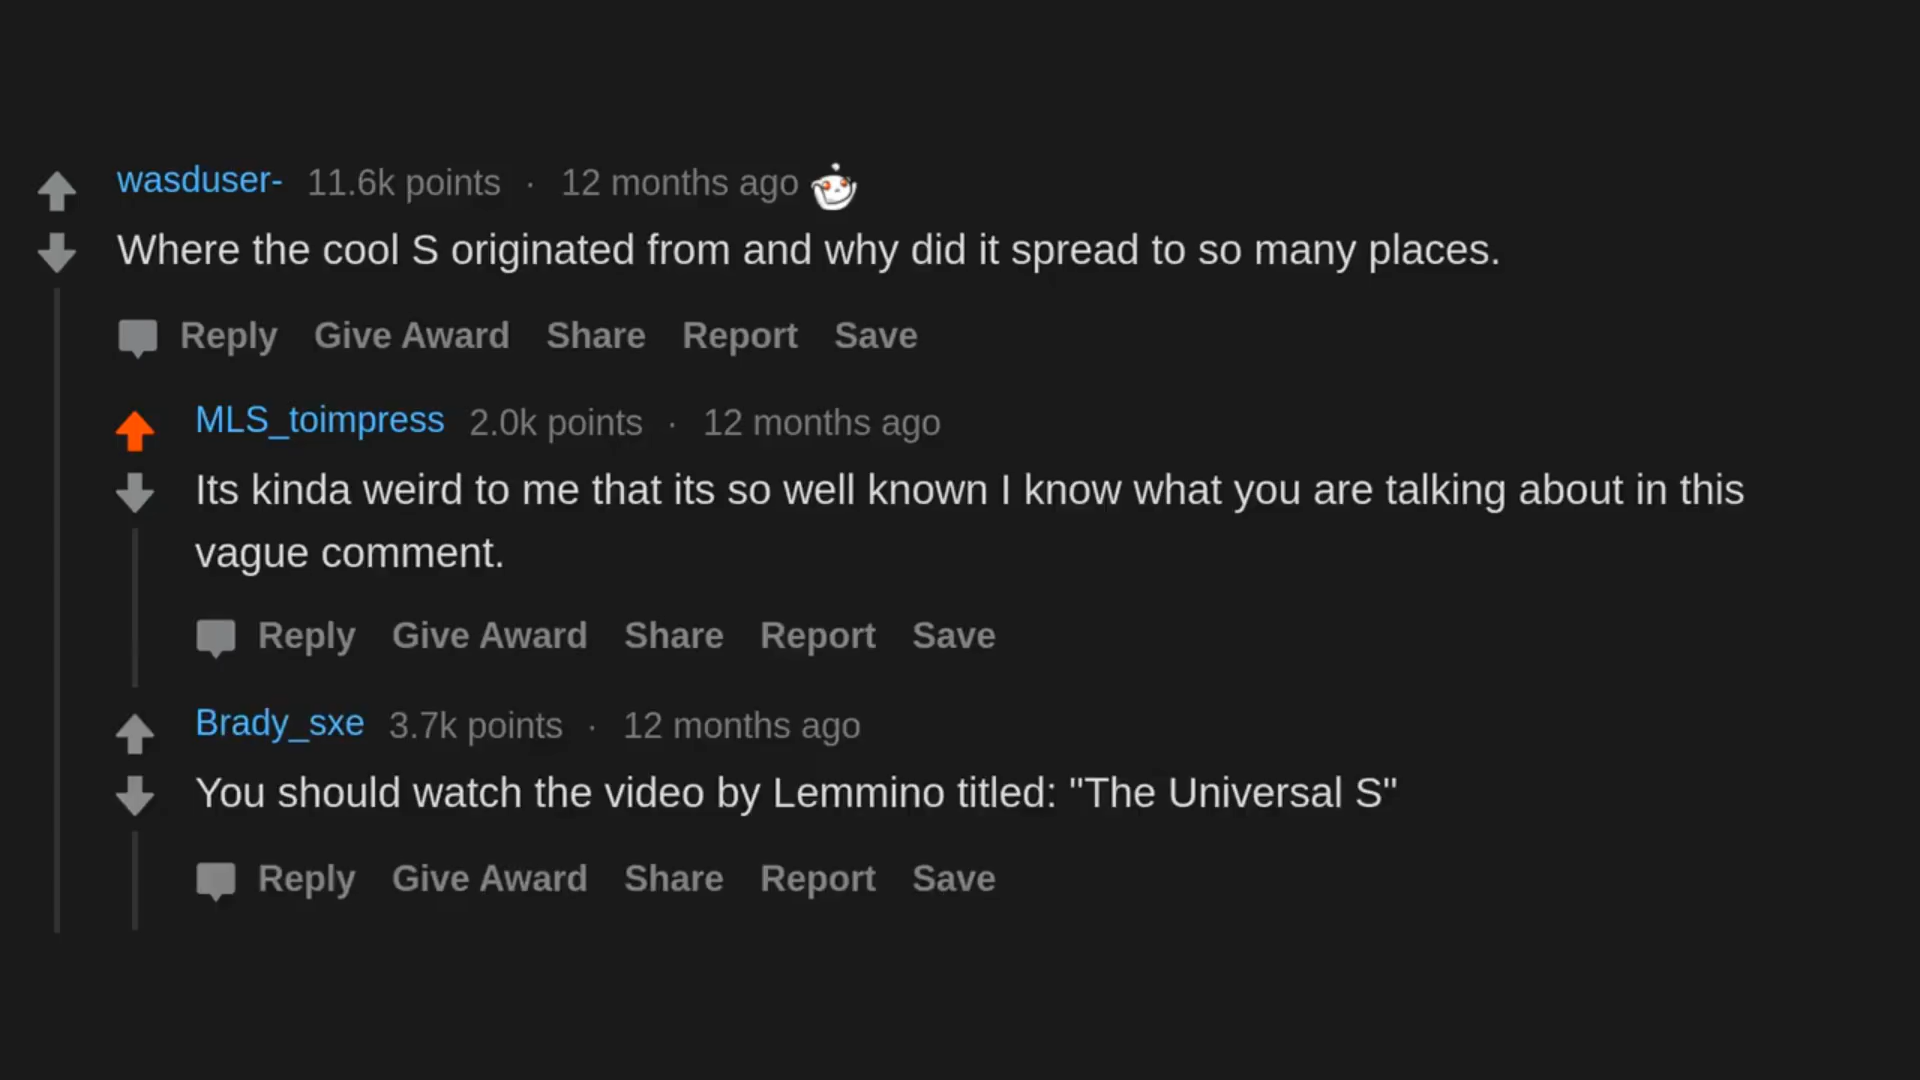 wasduser- 11.6k points · 12 months ago
Where the cool S originated from and why did it spread to so many places.
Reply Give Award Share Report Save
MLS_toimpress 2.0k points · 12 months ago
Its kinda weird to me that its so well known I know what you are talking about in this
vague comment.
Reply Give Award Share Report Save
Brady_sxe 3.7k points · 12 months ago
You should watch the video by Lemmino titled: "The Universal S"
Reply Give Award Share Report Save